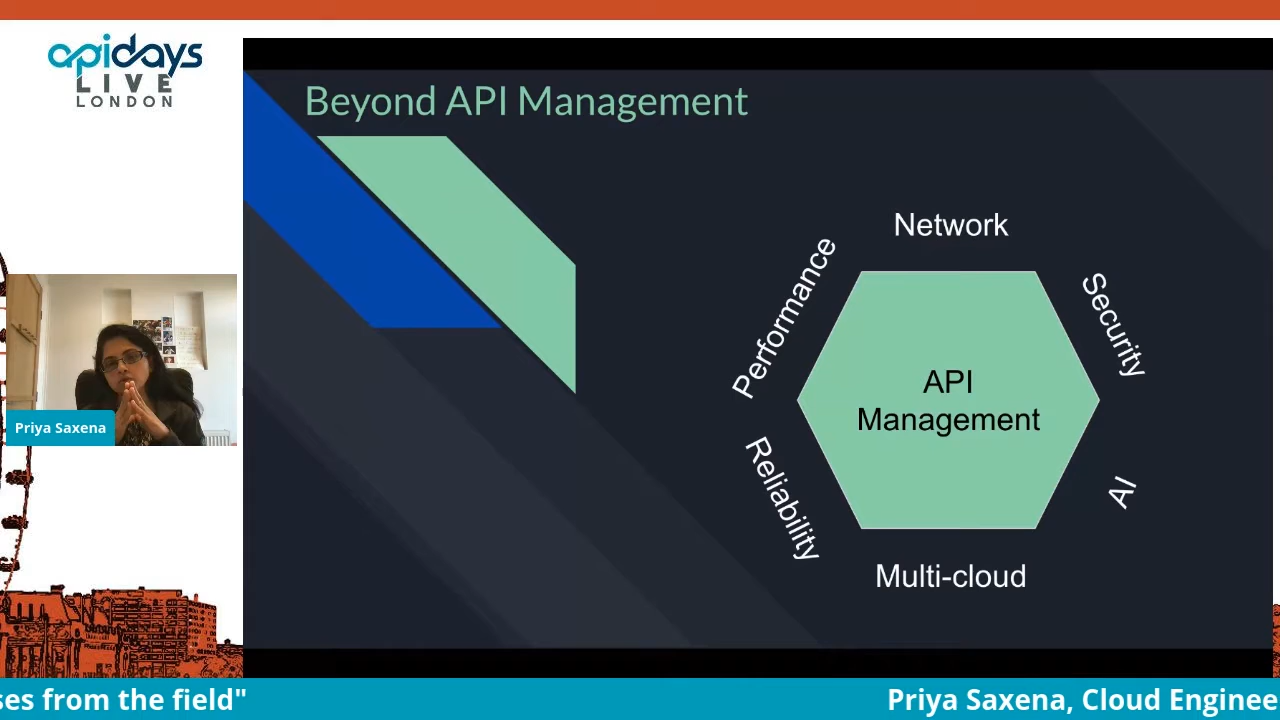 apidays
LIVE
LONDON
Beyond API Management
Network
Performance
Security
API
Management
Reliability
AI
Multi-cloud
Priya Saxena
ses from the field"
Priya Saxena, Cloud Enginee